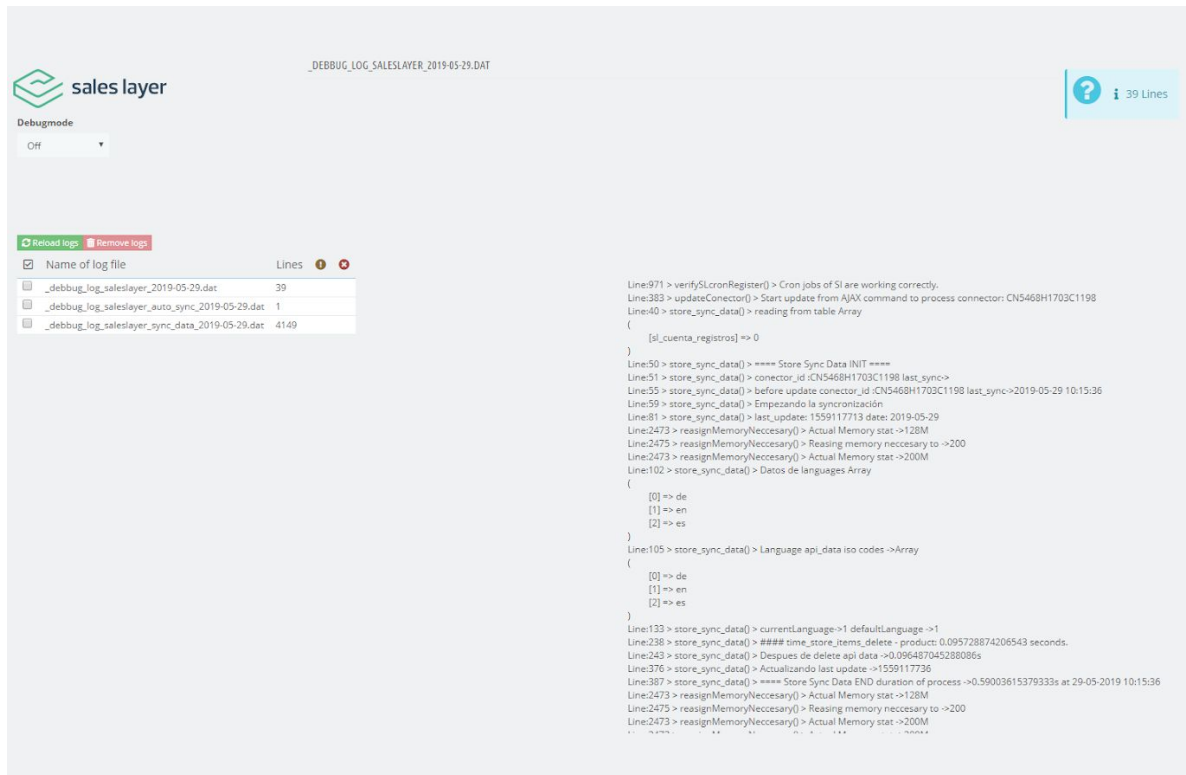 _DEBBUG_LOG_SALESLAYER_2019-05-29.DAT
sales layer
39 Lines
Debugmode
Off
Reload logs Remove logs
Name of log file Lines
_debbug_log_saleslayer_2019-05-29.dat 39
_debbug_log_saleslayer_auto_sync_2019-05-29.dat 1
_debbug_log_saleslayer_sync_data_2019-05-29.dat 4149
Line:971 > verifySLcronRegister() > Cron jobs of Sl are working correctly.
Line:383 > updateConector() > Start update from AJAX command to process connector: CN5468H1703C1198
Line:40 > store_sync_data() > reading from table Array
(
[sl_cuenta_registros] => 0
)
Line:50 > store_sync_data() > ==== Store Sync Data INIT ====
Line:51 > store_sync_data() > conector_id :CN5468H1703C1198 last_sync->
Line:55 > store_sync_data() > before update conector_id :CN5468H1703C1198 last_sync->2019-05-29 10:15:36
Line:59 > store_sync_data() > Empezando la syncronización
Line:81 > store_sync_data() > last_update: 1559117713 date: 2019-05-29
Line:2473 > reasignMemoryNeccesary() > Actual Memory stat ->128M
Line:2475 > reasignMemoryNeccesary() > Reasing memory neccesary to ->200
Line:2473 > reasignMemoryNeccesary() > Actual Memory stat ->200M
Line:102 > store_sync_data() > Datos de languages Array
(
[0] => de
[1] => en
[2] => es
)
Line:105 > store_sync_data() > Language api_data iso codes ->Array
(
[0] => de
[1] => en
[2] => es
)
Line:133 > store_sync_data() > currentLanguage->1 defaultLanguage ->1
Line:238 > store_sync_data() > #### time_store_items_delete - product: 0.095728874206543 seconds.
Line:243 > store_sync_data() > Despues de delete api data ->0.096487045288086s
Line:376 > store_sync_data() > Actualizando last update ->1559117736
Line:387 > store_sync_data() > ==== Store Sync Data END duration of process ->0.59003615379333s at 29-05-2019 10:15:36
Line:2473 > reasignMemoryNeccesary() > Actual Memory stat ->128M
Line:2475 > reasignMemoryNeccesary() > Reasing memory neccesary to ->200
Line:2473 > reasignMemoryNeccesary() > Actual Memory stat ->200M